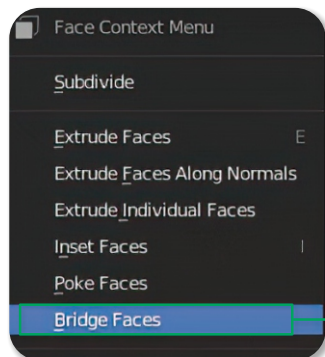 Face Context Menu
Subdivide
Extrude Faces E
Extrude Faces Along Normals
Extrude Individual Faces
Inset Faces I
Poke Faces
Bridge Faces